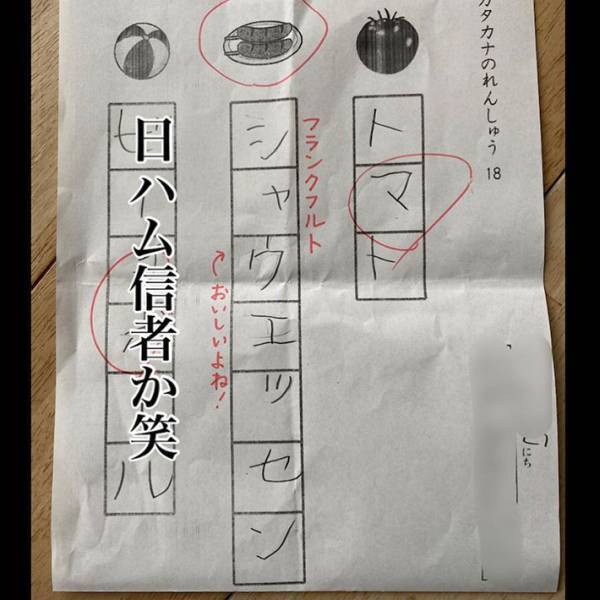 カタカナのれんしゅう 18
トマト
フランクフルト
シャウエッセン
おいしいよね!
日ハム信者か笑
にち